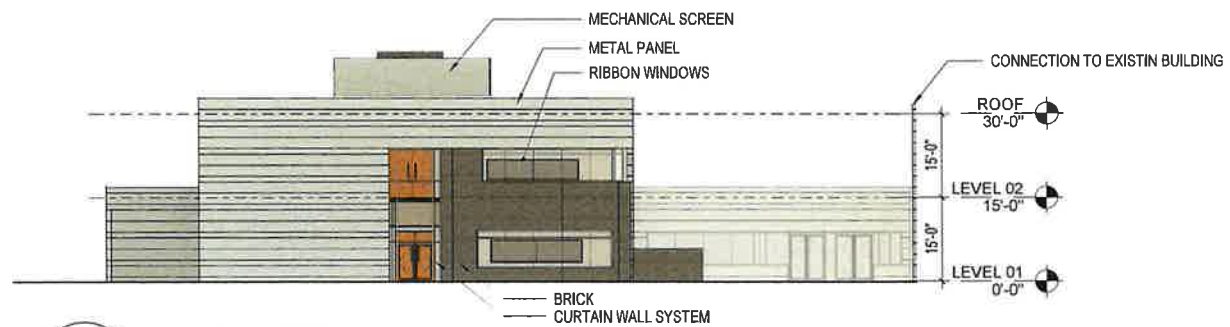 MECHANICAL SCREEN
METAL PANEL
RIBBON WINDOWS
CONNECTION TO EXISTIN BUILDING
ROOF
30'-0"
15'-0"
LEVEL 02
15'-0"
15'-0"
LEVEL 01
0'-0"
BRICK
CURTAIN WALL SYSTEM